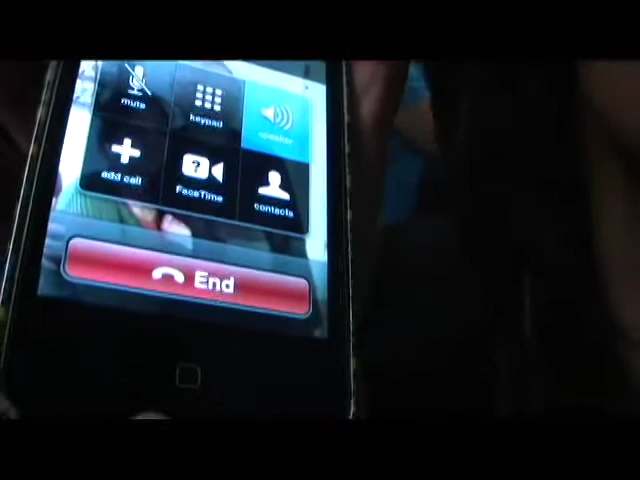 mute
keypad
speaker
add call
FaceTime
contacts
End